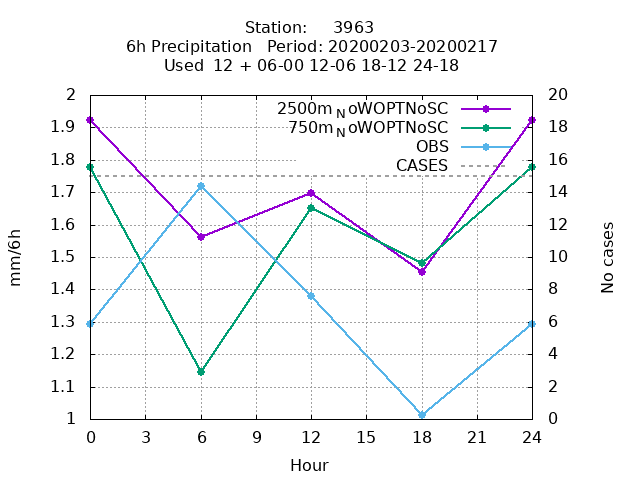 Station: 3963
6h Precipitation Period: 20200203-20200217
Used 12 + 06-00 12-06 18-12 24-18
2 20
2500m NoWOPTNoSC
1.9 18
750m NoWOPTNoSC
OBS
1.8 16
CASES
1.7 14
1.6 12
mm/6h
No cases
1.5 10
1.4 8
1.3 6
1.2 4
1.1 2
1 0
0 3 6 9 12 15 18 21 24
Hour